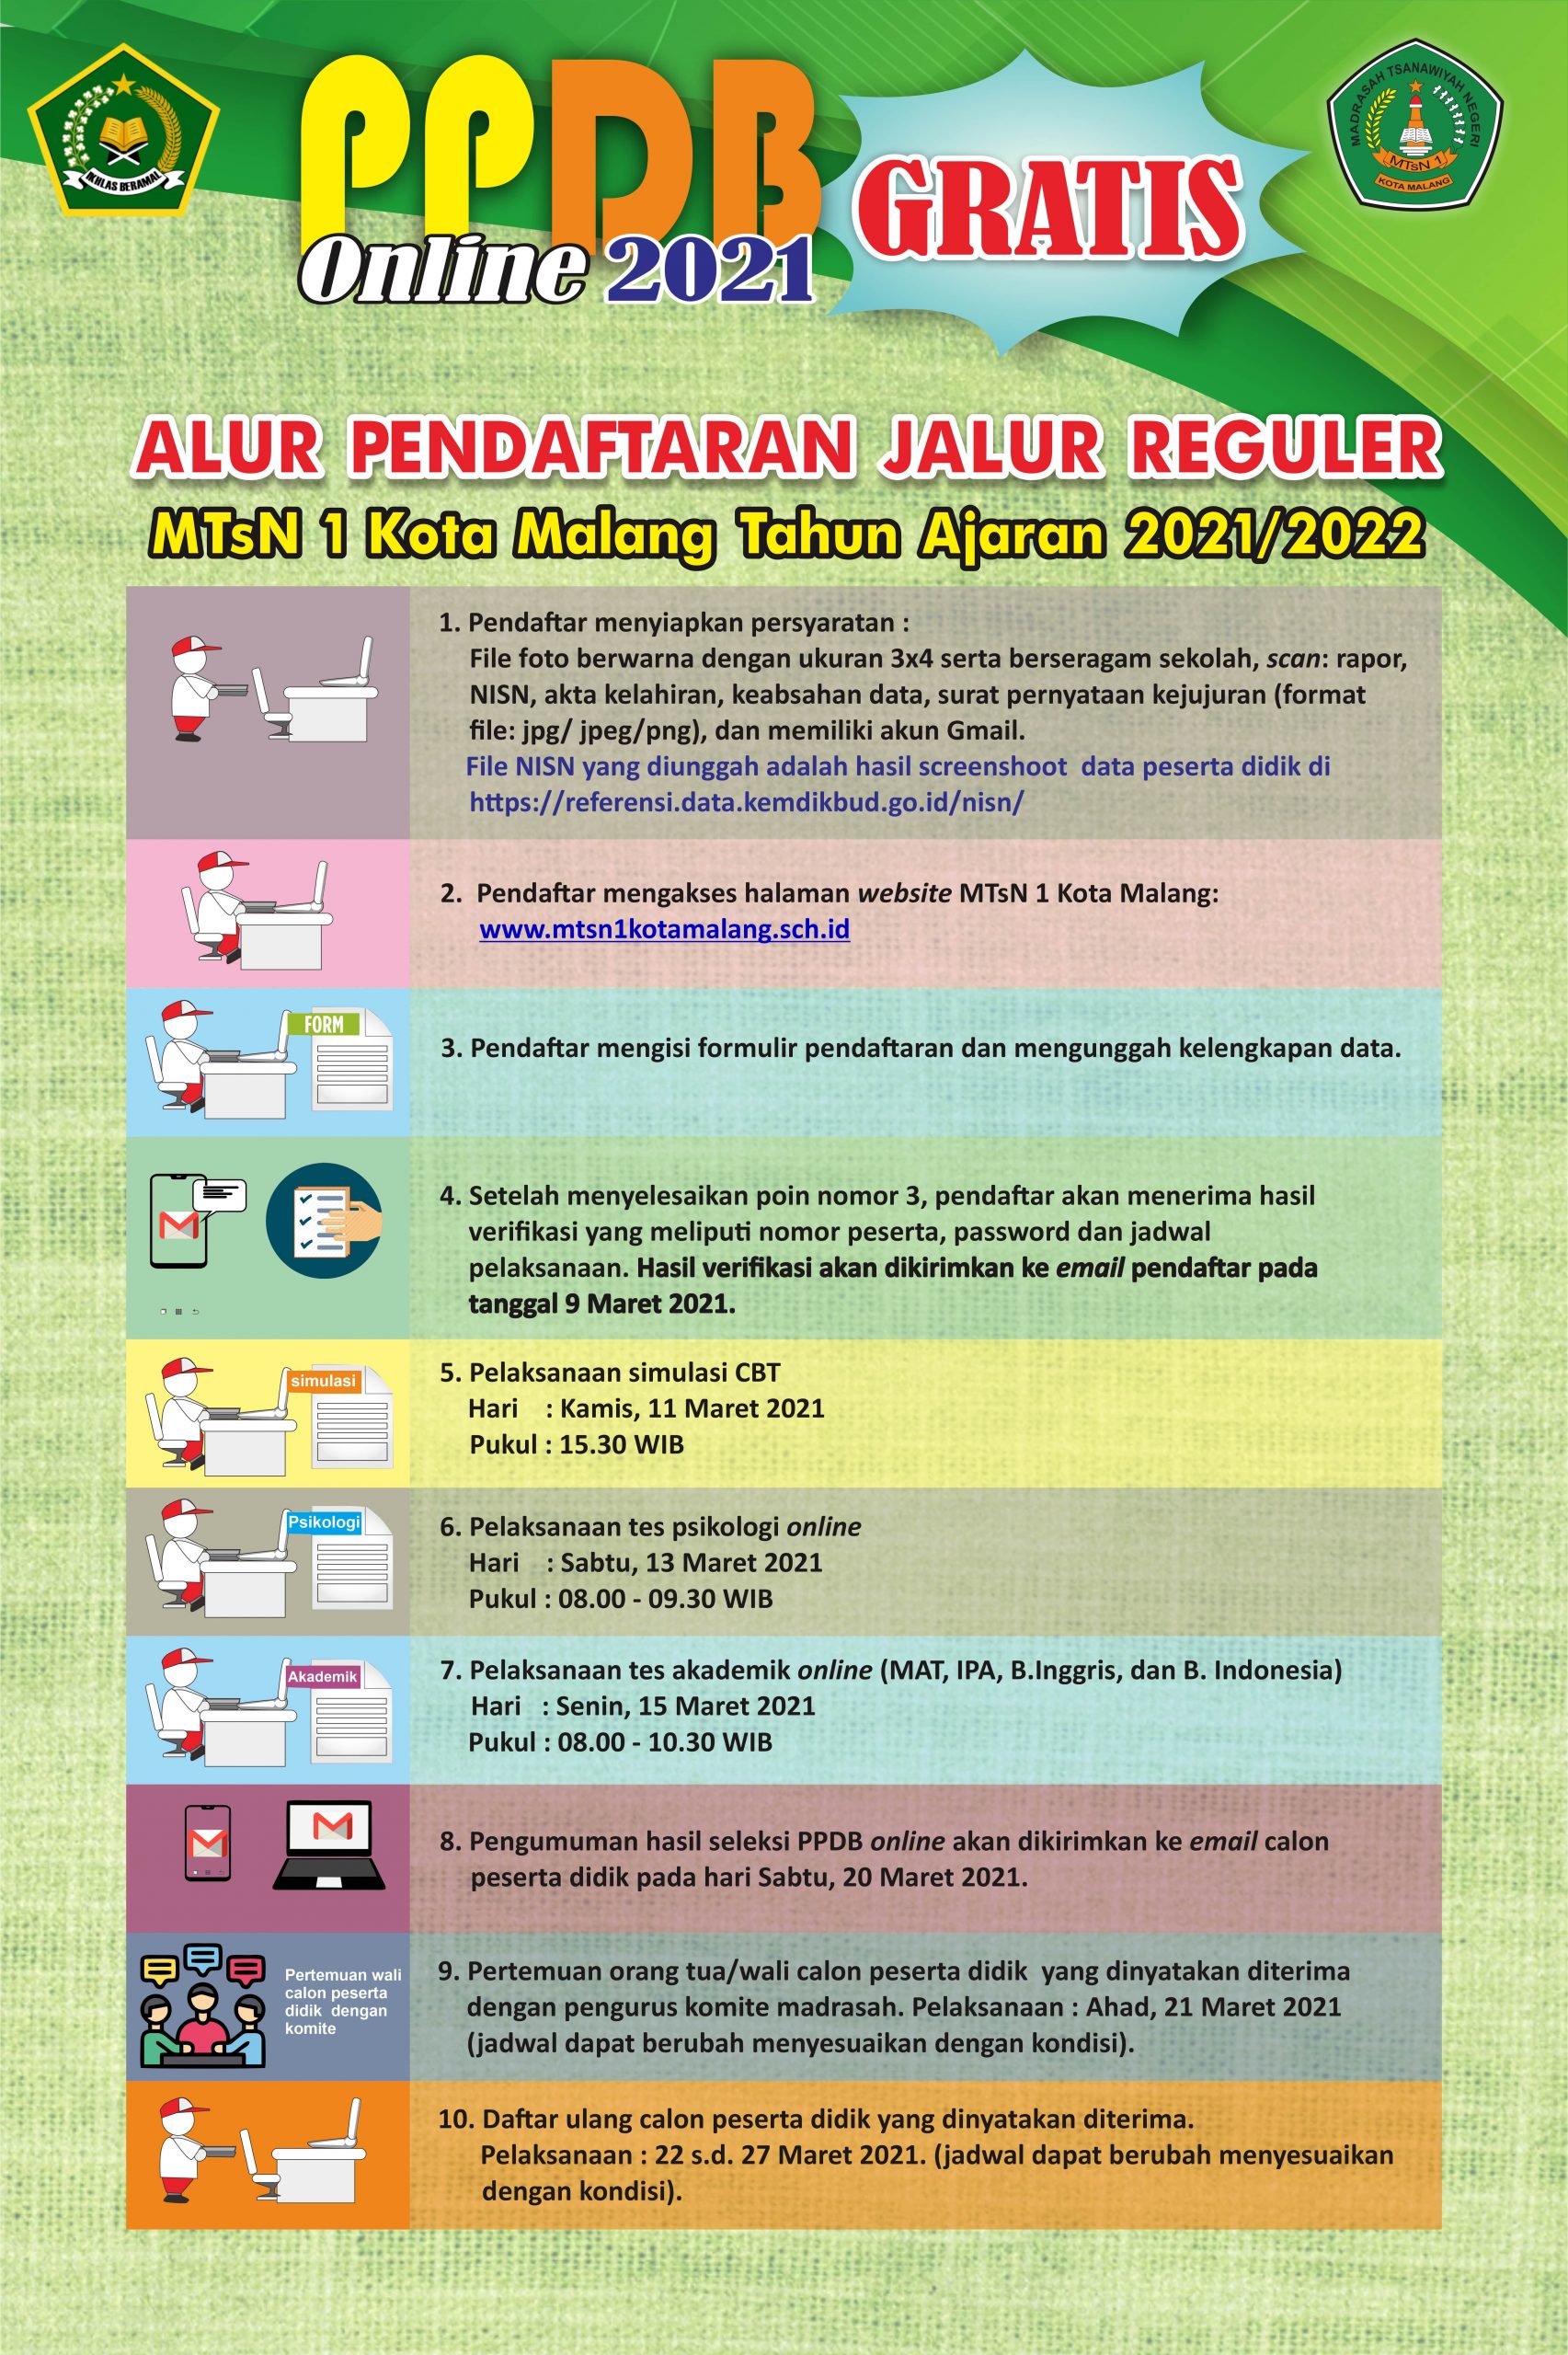 IKHLAS BERAMAL
PPDB
Online 2021
GRATIS
MADRASAH TSANAWIYAH NEGERI
MTsN 1
KOTA MALANG
ALUR PENDAFTARAN JALUR REGULER
MTsN 1 Kota Malang Tahun Ajaran 2021/2022
1. Pendaftar menyiapkan persyaratan :
File foto berwarna dengan ukuran 3x4 serta berseragam sekolah, scan: rapor,
NISN, akta kelahiran, keabsahan data, surat pernyataan kejujuran (format
file: jpg/ jpeg/png), dan memiliki akun Gmail.
File NISN yang diunggah adalah hasil screenshoot data peserta didik di
https://referensi.data.kemdikbud.go.id/nisn/
2. Pendaftar mengakses halaman website MTsN 1 Kota Malang:
www.mtsn1kotamalang.sch.id
FORM
3. Pendaftar mengisi formulir pendaftaran dan mengunggah kelengkapan data.
4. Setelah menyelesaikan poin nomor 3, pendaftar akan menerima hasil
verifikasi yang meliputi nomor peserta, password dan jadwal
pelaksanaan. Hasil verifikasi akan dikirimkan ke email pendaftar pada
tanggal 9 Maret 2021.
simulasi
5. Pelaksanaan simulasi CBT
Hari : Kamis, 11 Maret 2021
Pukul : 15.30 WIB
Psikologi
6. Pelaksanaan tes psikologi online
Hari : Sabtu, 13 Maret 2021
Pukul : 08.00 - 09.30 WIB
Akademik
7. Pelaksanaan tes akademik online (MAT, IPA, B.Inggris, dan B. Indonesia)
Hari : Senin, 15 Maret 2021
Pukul : 08.00 - 10.30 WIB
8. Pengumuman hasil seleksi PPDB online akan dikirimkan ke email calon
peserta didik pada hari Sabtu, 20 Maret 2021.
Pertemuan wali
calon peserta
didik dengan
komite
9. Pertemuan orang tua/wali calon peserta didik yang dinyatakan diterima
dengan pengurus komite madrasah. Pelaksanaan : Ahad, 21 Maret 2021
(jadwal dapat berubah menyesuaikan dengan kondisi).
10. Daftar ulang calon peserta didik yang dinyatakan diterima.
Pelaksanaan : 22 s.d. 27 Maret 2021. (jadwal dapat berubah menyesuaikan
dengan kondisi).